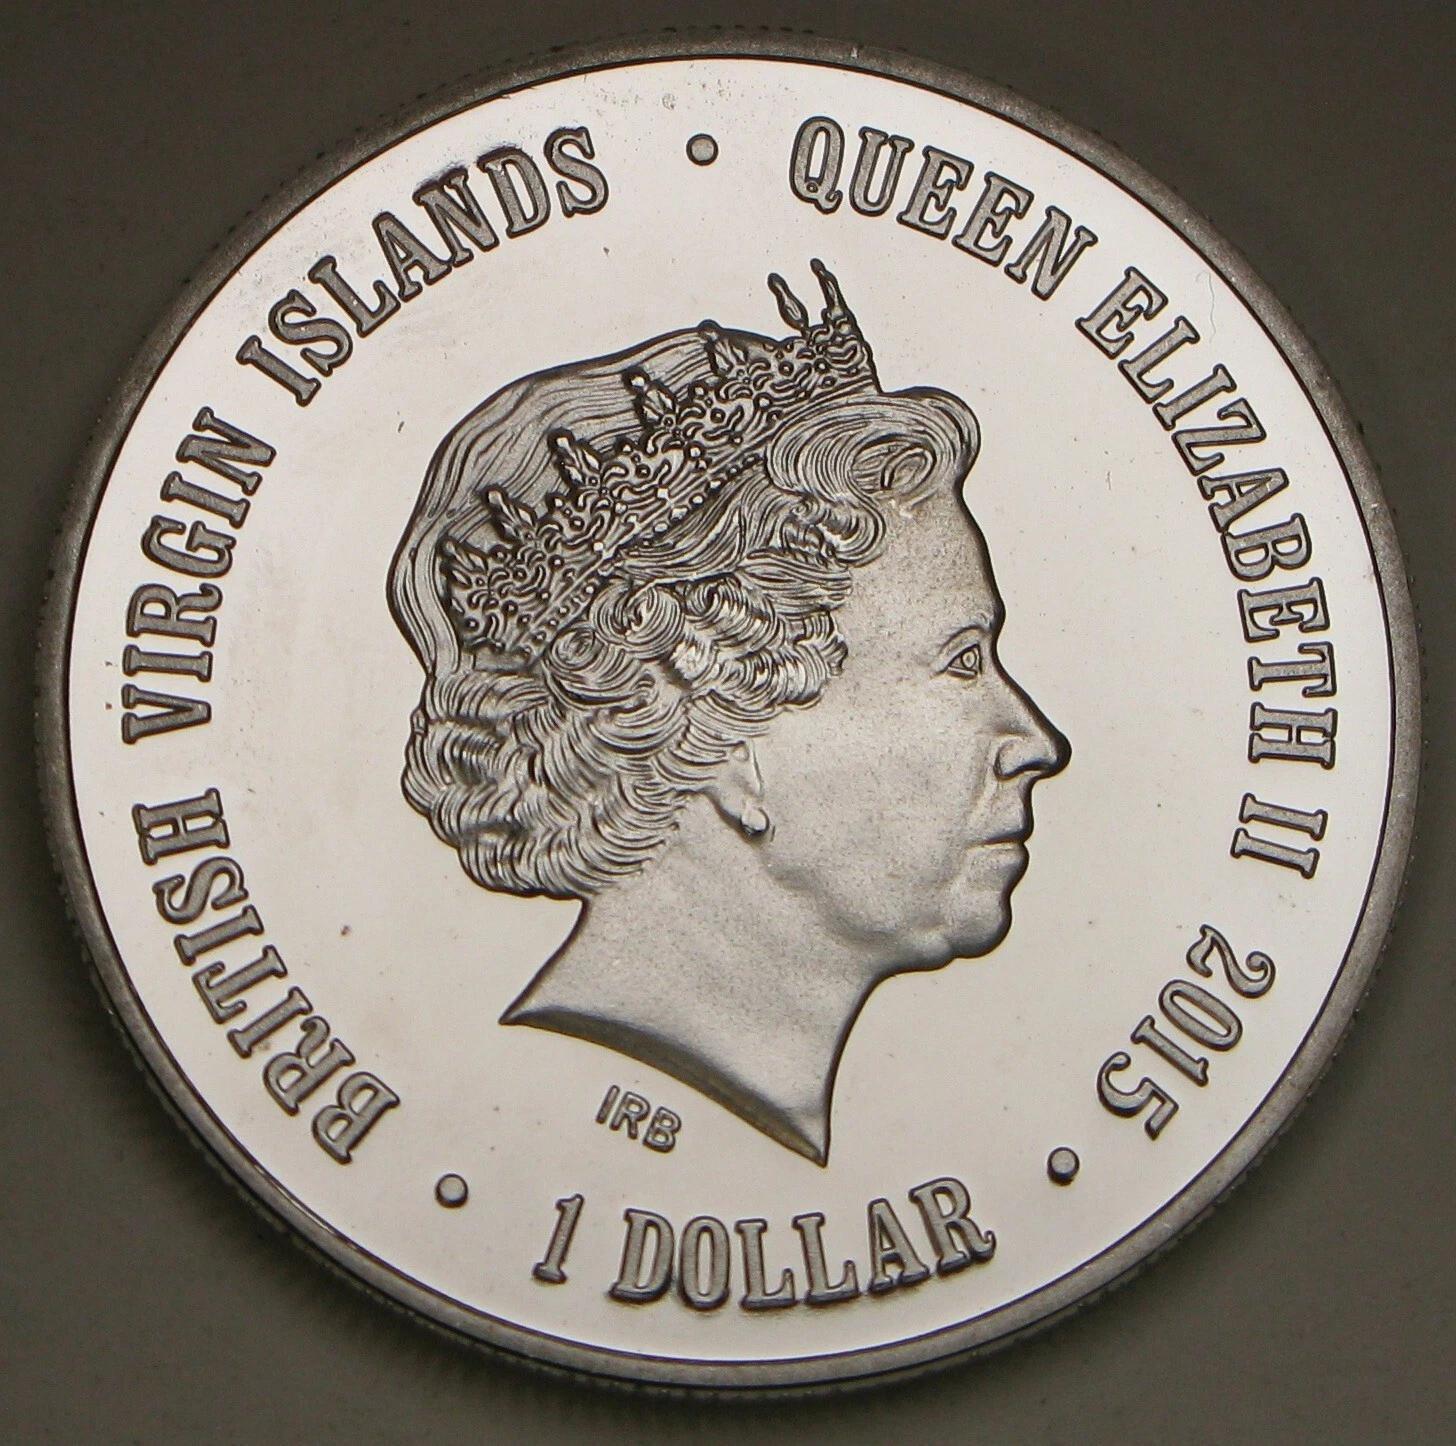 BRITISH VIRGIN ISLANDS • QUEEN ELIZABETH II 2015
• 1 DOLLAR •
IRB